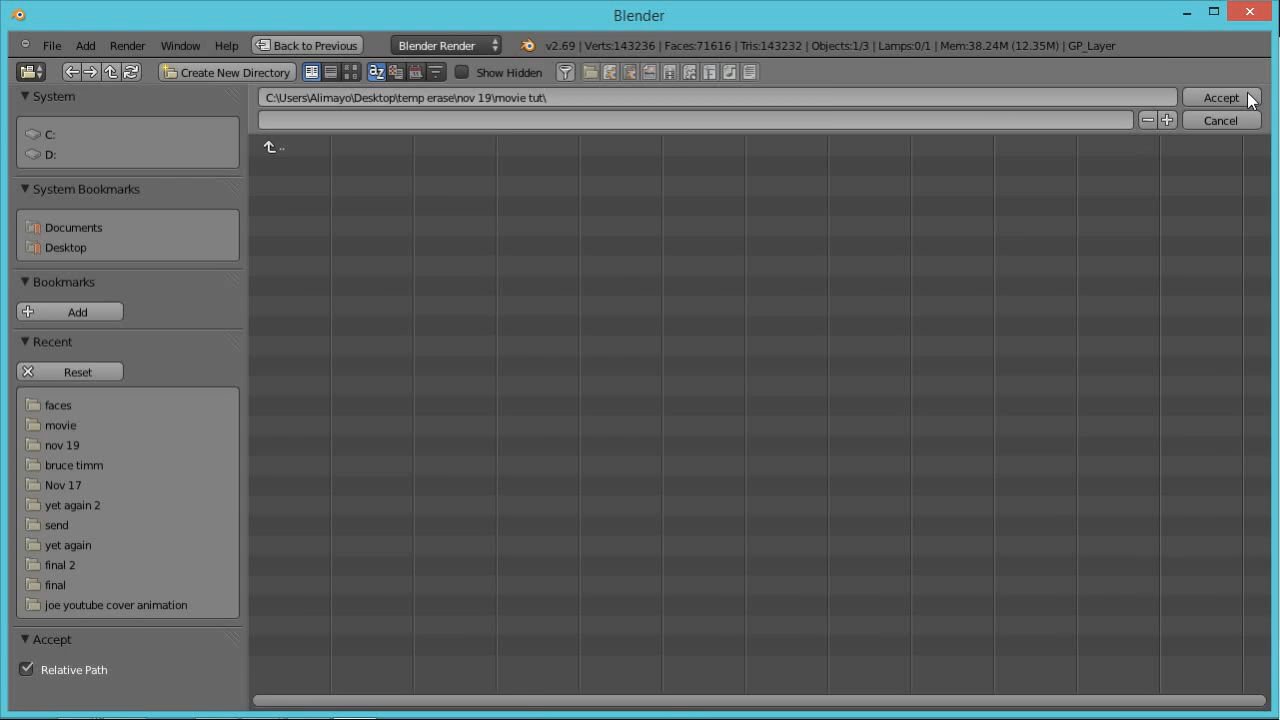 Blender
File Add Render Window Help Back to Previous Blender Render v2.69 | Verts:143236 | Faces:71616 | Tris:143232 | Objects:1/3 | Lamps:0/1 | Mem:38.24M (12.35M) | GP_Layer
Create New Directory Show Hidden
System
C:\Users\Alimayo\Desktop\temp erase\nov 19\movie tut\ Accept
Cancel
C:
D:
..
System Bookmarks
Documents
Desktop
Bookmarks
Add
Recent
Reset
faces
movie
nov 19
bruce timm
Nov 17
yet again 2
send
yet again
final 2
final
joe youtube cover animation
Accept
Relative Path